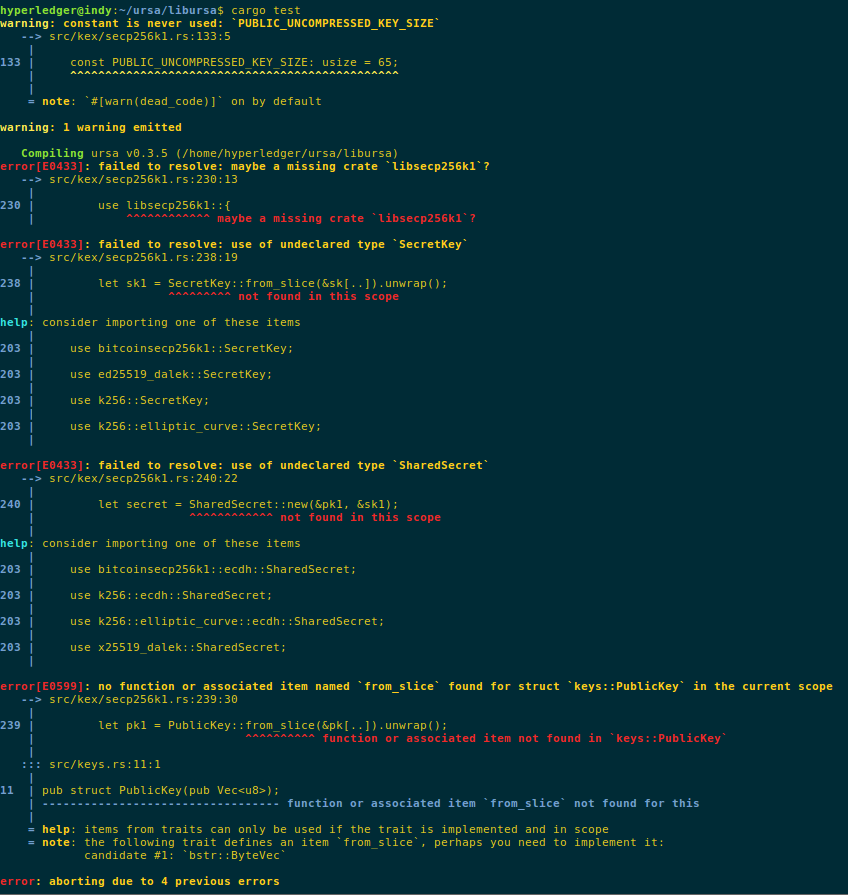 hyperledger@indy:~/ursa/libursa$ cargo test
warning: constant is never used: `PUBLIC_UNCOMPRESSED_KEY_SIZE`
   --> src/kex/secp256k1.rs:133:5
    |
133 |     const PUBLIC_UNCOMPRESSED_KEY_SIZE: usize = 65;
    |     ^^^^^^^^^^^^^^^^^^^^^^^^^^^^^^^^^^^^^^^^^^^^^^^
    |
    = note: `#[warn(dead_code)]` on by default

warning: 1 warning emitted

   Compiling ursa v0.3.5 (/home/hyperledger/ursa/libursa)
error[E0433]: failed to resolve: maybe a missing crate `libsecp256k1`?
   --> src/kex/secp256k1.rs:230:13
    |
230 |         use libsecp256k1::{
    |             ^^^^^^^^^^^^ maybe a missing crate `libsecp256k1`?

error[E0433]: failed to resolve: use of undeclared type `SecretKey`
   --> src/kex/secp256k1.rs:238:19
    |
238 |         let sk1 = SecretKey::from_slice(&sk[..]).unwrap();
    |                   ^^^^^^^^^ not found in this scope
    |
help: consider importing one of these items
    |
203 |     use bitcoinsecp256k1::SecretKey;
    |
203 |     use ed25519_dalek::SecretKey;
    |
203 |     use k256::SecretKey;
    |
203 |     use k256::elliptic_curve::SecretKey;
    |

error[E0433]: failed to resolve: use of undeclared type `SharedSecret`
   --> src/kex/secp256k1.rs:240:22
    |
240 |         let secret = SharedSecret::new(&pk1, &sk1);
    |                      ^^^^^^^^^^^^ not found in this scope
    |
help: consider importing one of these items
    |
203 |     use bitcoinsecp256k1::ecdh::SharedSecret;
    |
203 |     use k256::ecdh::SharedSecret;
    |
203 |     use k256::elliptic_curve::ecdh::SharedSecret;
    |
203 |     use x25519_dalek::SharedSecret;
    |

error[E0599]: no function or associated item named `from_slice` found for struct `keys::PublicKey` in the current scope
   --> src/kex/secp256k1.rs:239:30
    |
239 |         let pk1 = PublicKey::from_slice(&pk[..]).unwrap();
    |                              ^^^^^^^^^^ function or associated item not found in `keys::PublicKey`
    |
   ::: src/keys.rs:11:1
    |
11  | pub struct PublicKey(pub Vec<u8>);
    | ---------------------------------- function or associated item `from_slice` not found for this
    |
    = help: items from traits can only be used if the trait is implemented and in scope
    = note: the following trait defines an item `from_slice`, perhaps you need to implement it:
            candidate #1: `bstr::ByteVec`

error: aborting due to 4 previous errors